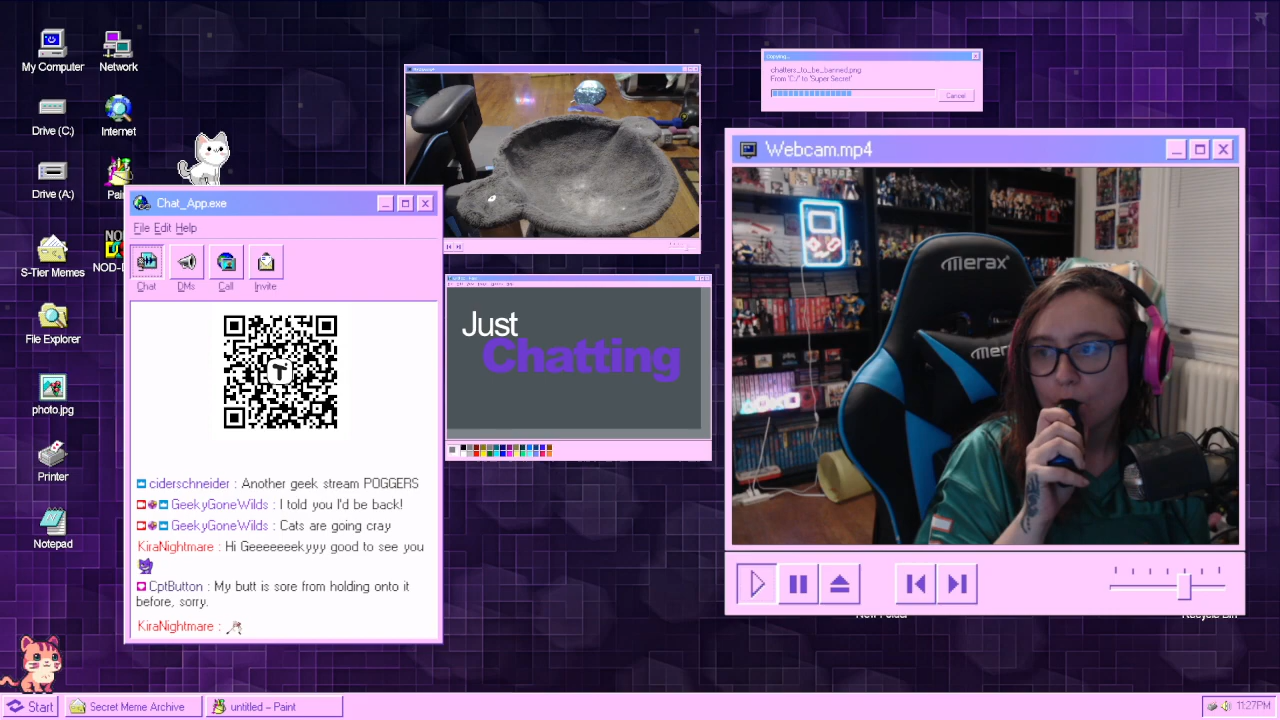 My Computer
Network
Drive (C:)
Internet
Drive (A:)
S-Tier Memes
File Explorer
photo.jpg
Printer
Notepad
Copying...
chatters_to_be_banned.png
From 'C:/' to 'Super Secret'
Cancel
Chat_App.exe
File Edit Help
Chat
DMs
Call
Invite
T
ciderschneider : Another geek stream POGGERS
GeekyGoneWilds : I told you I'd be back!
GeekyGoneWilds : Cats are going cray
KiraNightmare : Hi Geeeeeeekyyy good to see you
CptButton : My butt is sore from holding onto it
before, sorry.
KiraNightmare :
Just
Chatting
Webcam.mp4
MERAX
Start
Secret Meme Archive
untitled - Paint
11:27PM